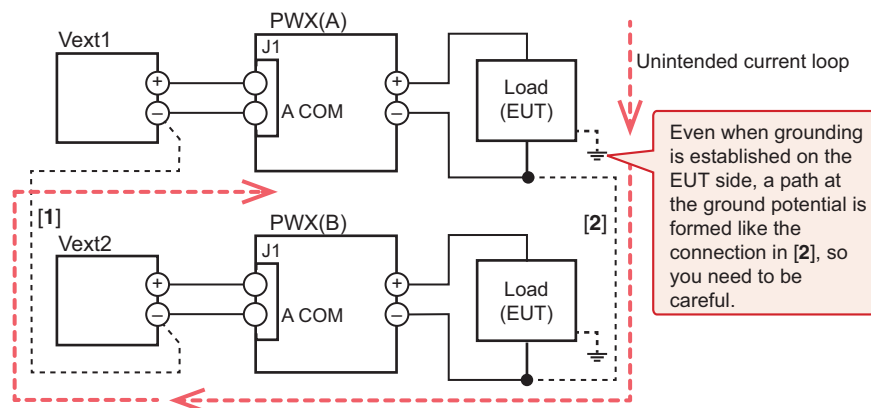 PWX(A)
Vext1
J1
+
–
A COM
+
–
Load
(EUT)
Unintended current loop
Even when grounding
is established on the
EUT side, a path at
the ground potential is
formed like the
connection in [2], so
you need to be
careful.
[1]
[2]
PWX(B)
Vext2
J1
+
–
A COM
+
–
Load
(EUT)